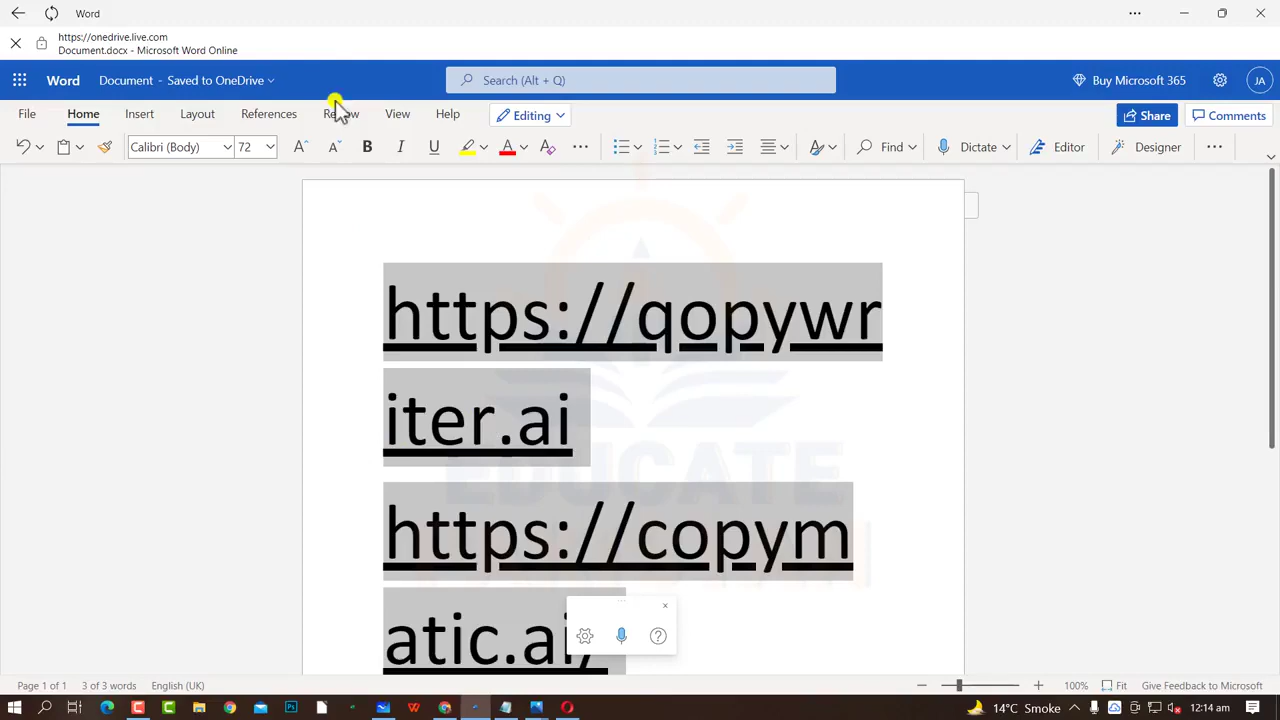 Word
https://onedrive.live.com
Document.docx - Microsoft Word Online
Word Document - Saved to OneDrive Search (Alt + Q) Buy Microsoft 365 JA
File Home Insert Layout References Review View Help Editing Share Comments
Calibri (Body) 72 A A B I U A A Find Dictate Editor Designer
https://qopywr
iter.ai
https://copym
atic.ai/
EDUCATE
Page 1 of 1 3 of 3 words English (UK) 100% Fit Give Feedback to Microsoft
14°C Smoke ENG 12:14 am